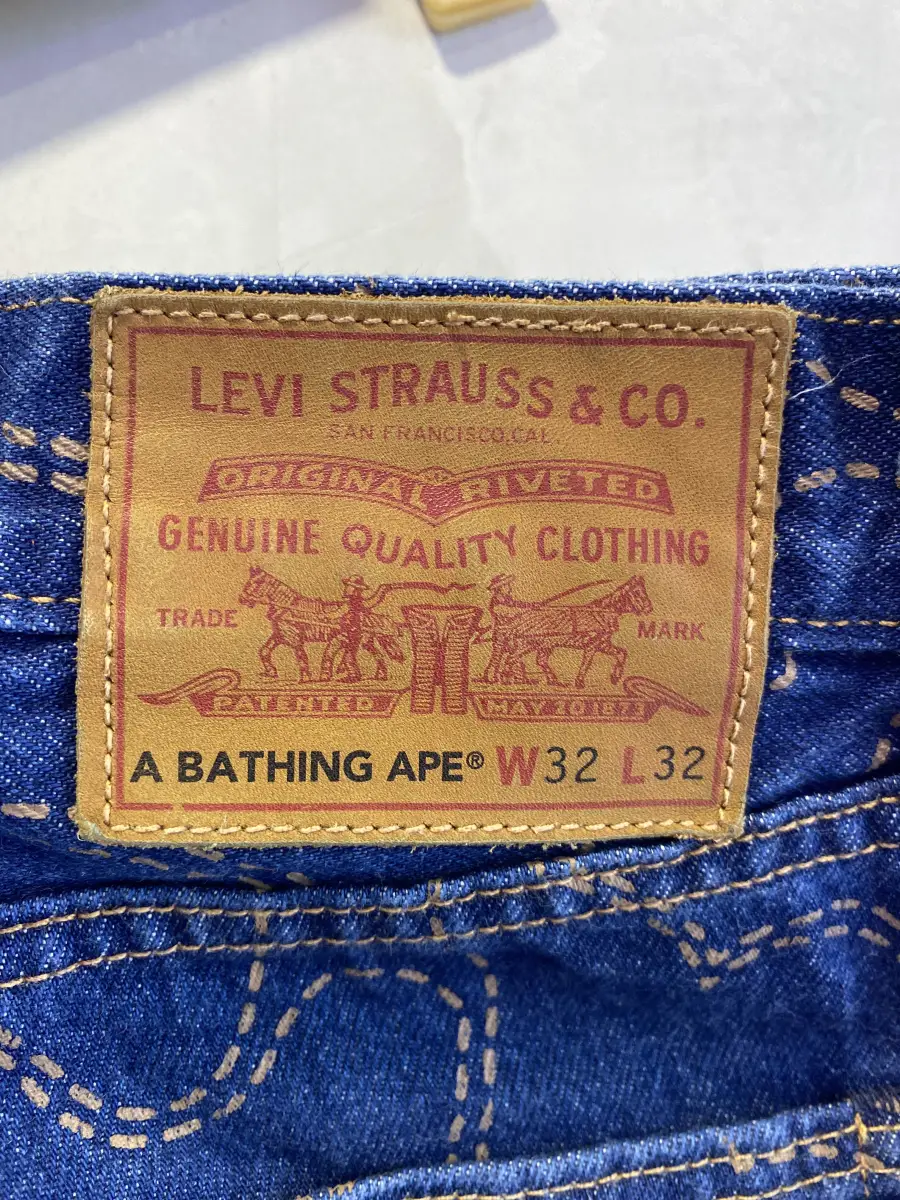 LEVI STRAUSS & CO.
SAN FRANCISCO, CAL.
ORIGINAL RIVETED
GENUINE QUALITY CLOTHING
TRADE MARK
PATENTED MAY 20 1873
A BATHING APE® W32 L32